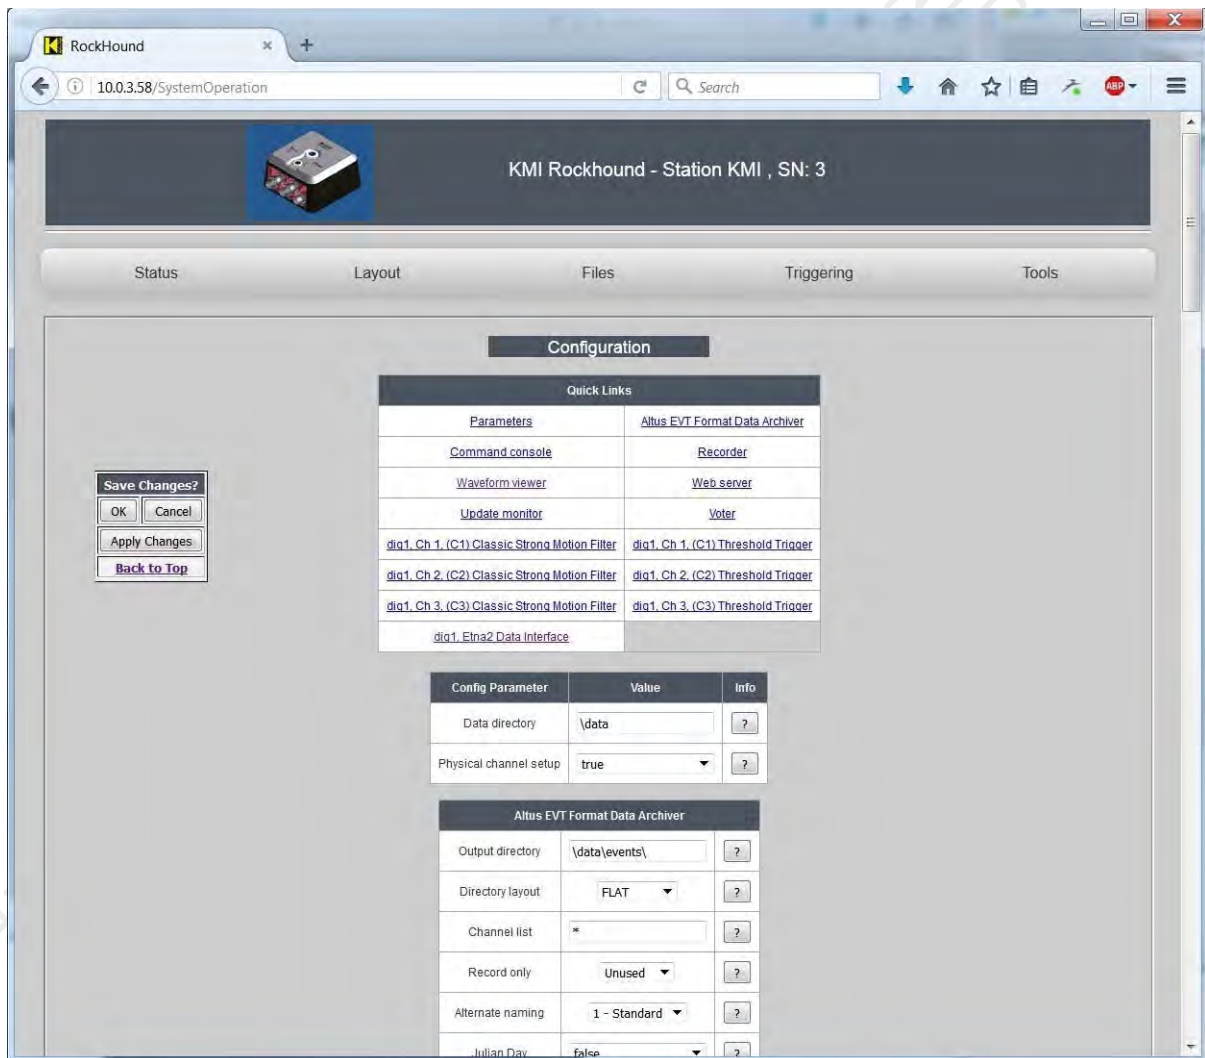 RockHound
10.0.3.58/SystemOperation
Search
ABP
KMI Rockhound - Station KMI , SN: 3
Status Layout Files Triggering Tools
Configuration
Quick Links
Parameters Altus EVT Format Data Archiver
Command console Recorder
Waveform viewer Web server
Update monitor Voter
dig1, Ch 1, (C1) Classic Strong Motion Filter dig1, Ch 1, (C1) Threshold Trigger
dig1, Ch 2, (C2) Classic Strong Motion Filter dig1, Ch 2, (C2) Threshold Trigger
dig1, Ch 3, (C3) Classic Strong Motion Filter dig1, Ch 3, (C3) Threshold Trigger
dig1, Etna2 Data Interface
Save Changes?
OK Cancel
Apply Changes
Back to Top
Config Parameter Value Info
Data directory \data ?
Physical channel setup true ?
Altus EVT Format Data Archiver
Output directory \data\events\ ?
Directory layout FLAT ?
Channel list * ?
Record only Unused ?
Alternate naming 1 - Standard ?
Julian Day false ?